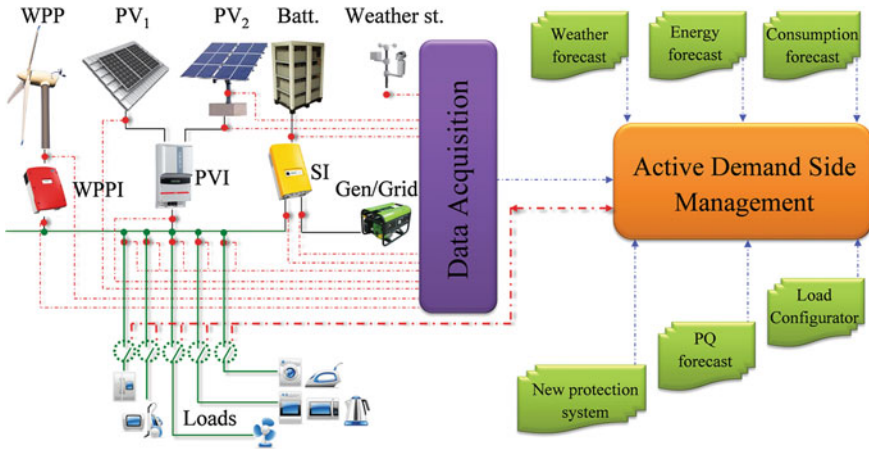 WPP
PV1
PV2
Batt.
Weather st.
WPPI
PVI
SI
Gen/Grid
Data Acquisition
Loads
Weather
forecast
Energy
forecast
Consumption
forecast
Active Demand Side
Management
New protection
system
PQ
forecast
Load
Configurator